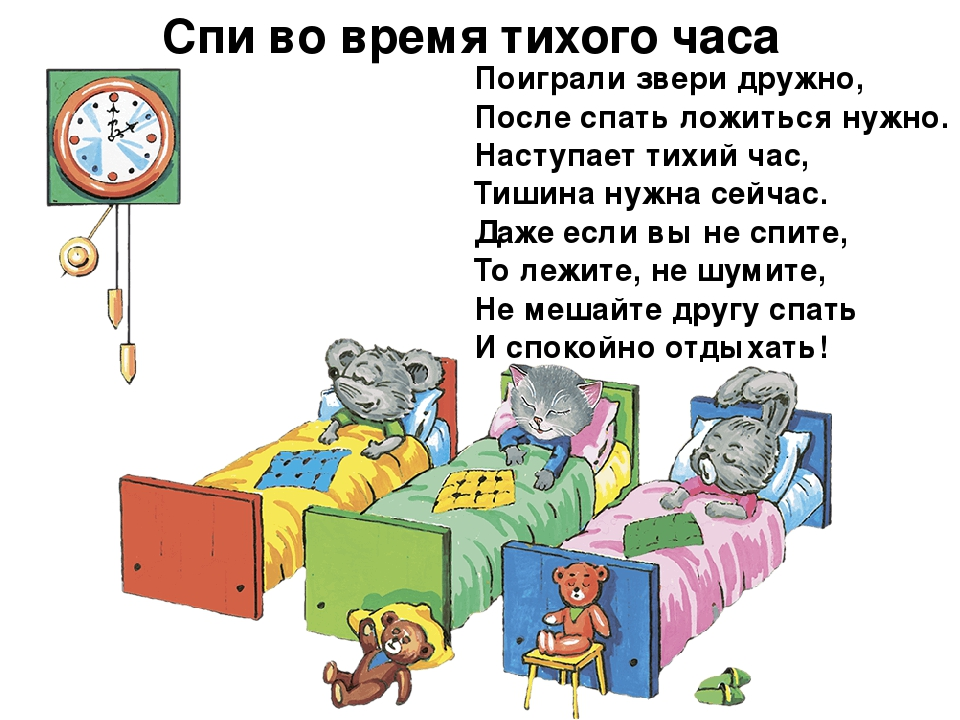 Спи во время тихого часа
Поиграли звери дружно,
После спать ложиться нужно.
Наступает тихий час,
Тишина нужна сейчас.
Даже если вы не спите,
То лежите, не шумите,
Не мешайте другу спать
И спокойно отдыхать!